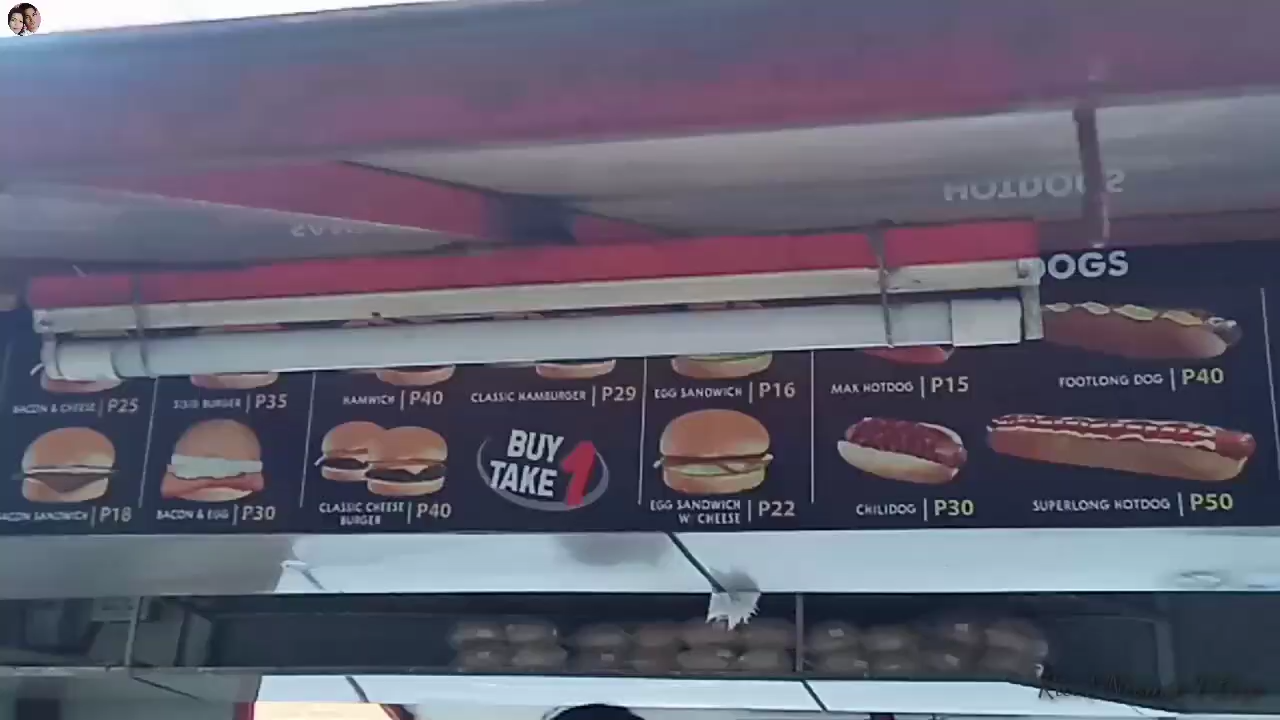 DOGS
BACON & CHEESE | P25
SISIG BURGER | P35
HAMWICH | P40
CLASSIC HAMBURGER | P29
EGG SANDWICH | P16
MAX HOTDOG | P15
FOOTLONG DOG | P40
BACON SANDWICH | P18
BACON & EGG | P30
CLASSIC CHEESE
BURGER | P40
BUY 1
TAKE
EGG SANDWICH
W/ CHEESE | P22
CHILIDOG | P30
SUPERLONG HOTDOG | P50